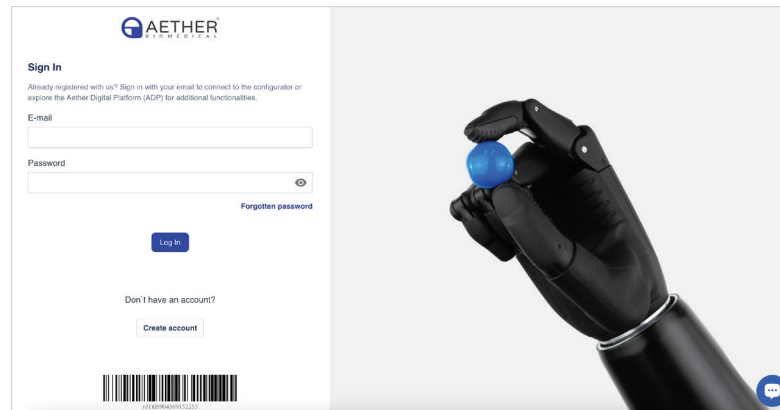 AETHER
BIOMEDICAL
Sign In
Already registered with us? Sign in with your email to connect to the configurator or
explore the Aether Digital Platform (ADP) for additional functionalities.
E-mail
Password
Forgotten password
Log In
Don`t have an account?
Create account
(01)05904569152253